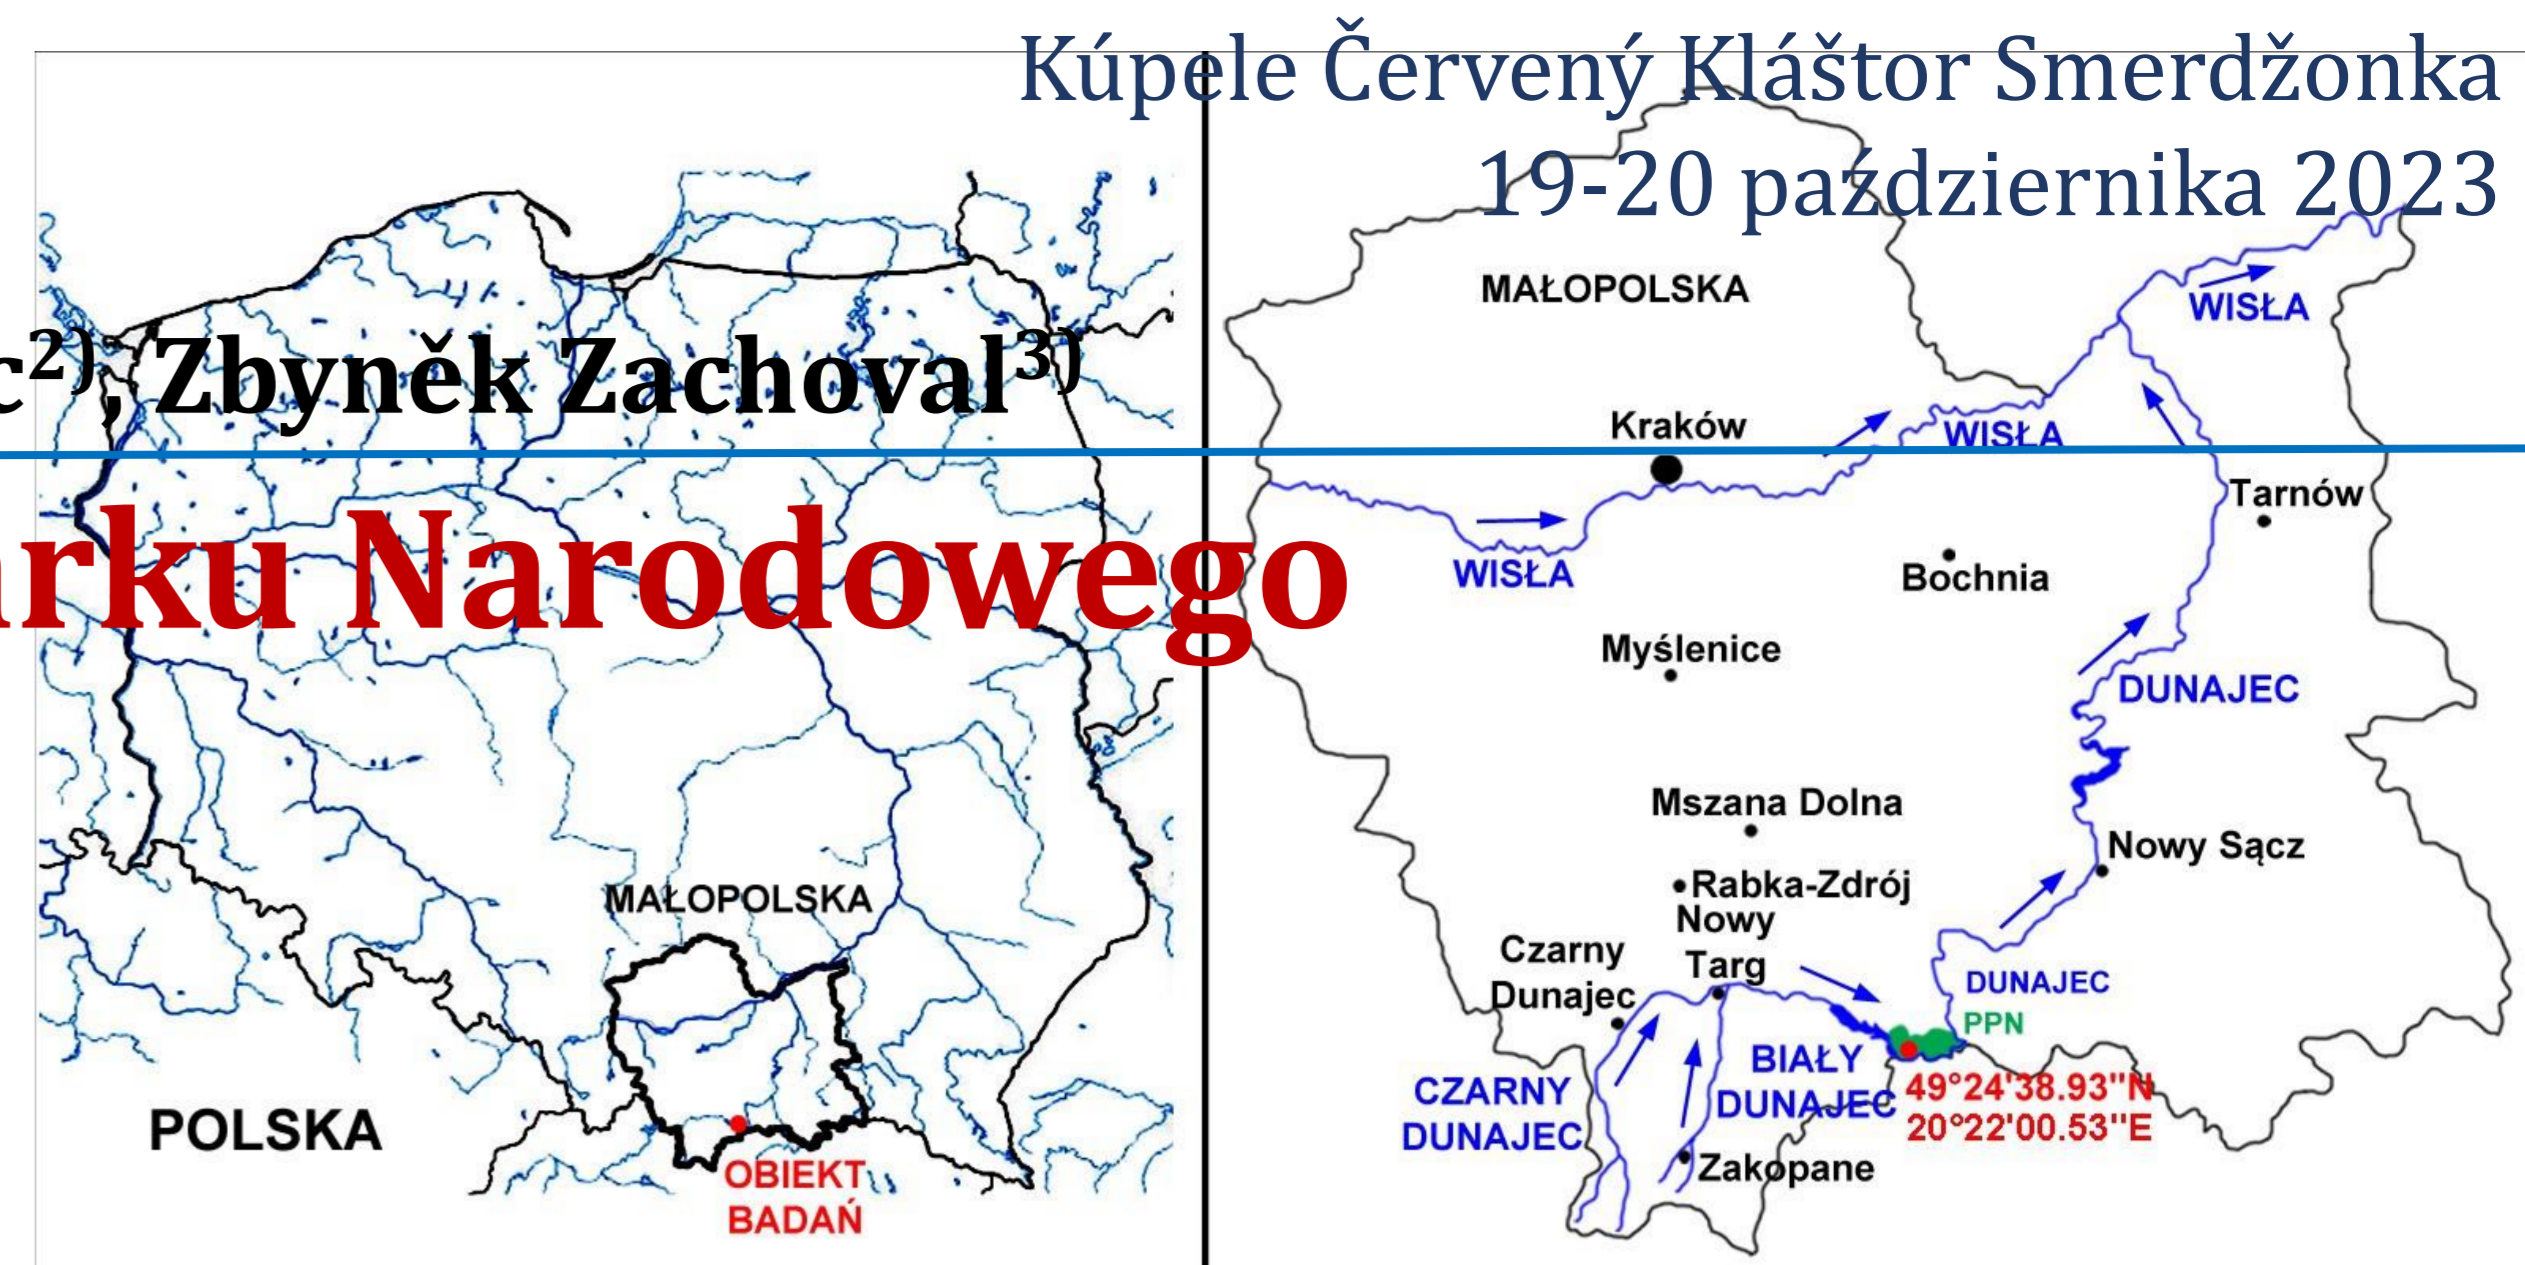 Kúpele Červený Kláštor Smerdžonka
19-20 października 2023
c²⁾, Zbyněk Zachoval³⁾
rku Narodowego
MAŁOPOLSKA
POLSKA
OBIEKT
BADAŃ
MAŁOPOLSKA
WISŁA
Kraków
WISŁA
Tarnów
WISŁA
Bochnia
Myślenice
DUNAJEC
Mszana Dolna
Nowy Sącz
Rabka-Zdrój
Nowy
Targ
Czarny
Dunajec
DUNAJEC
PPN
BIAŁY
DUNAJEC
CZARNY
DUNAJEC
49°24'38.93''N
20°22'00.53''E
Zakopane